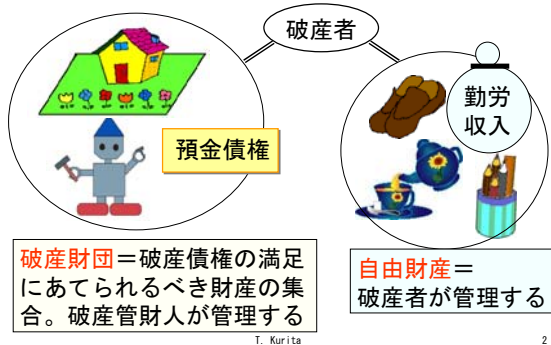 破産者
勤労
収入
預金債権
破産財団＝破産債権の満足
にあてられるべき財産の集
合。破産管財人が管理する
自由財産＝
破産者が管理する
T. Kurita
2